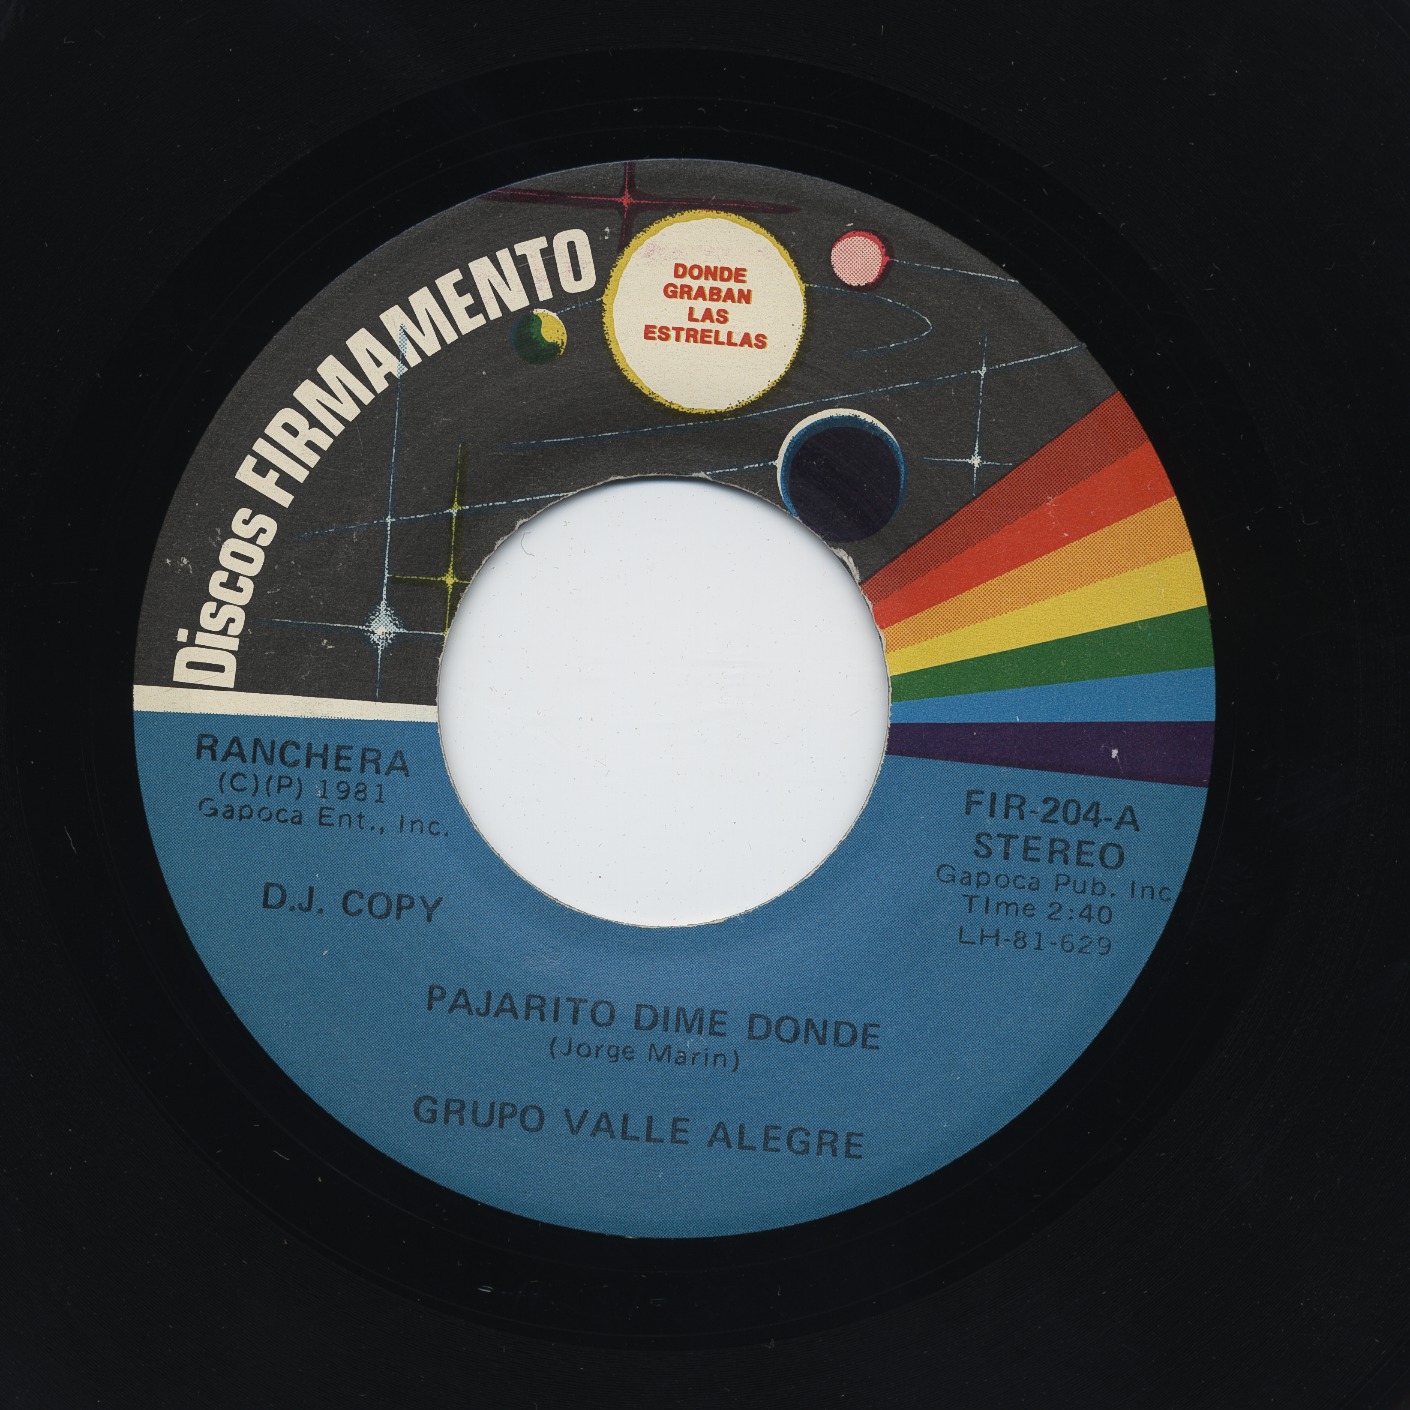 Discos FIRMAMENTO
DONDE
GRABAN
LAS
ESTRELLAS
RANCHERA
(C)(P) 1981
Gapoca Ent., Inc.
D.J. COPY
FIR-204-A
STEREO
Gapoca Pub. Inc
TIme 2:40
LH-81-629
PAJARITO DIME DONDE
(Jorge Marin)
GRUPO VALLE ALEGRE